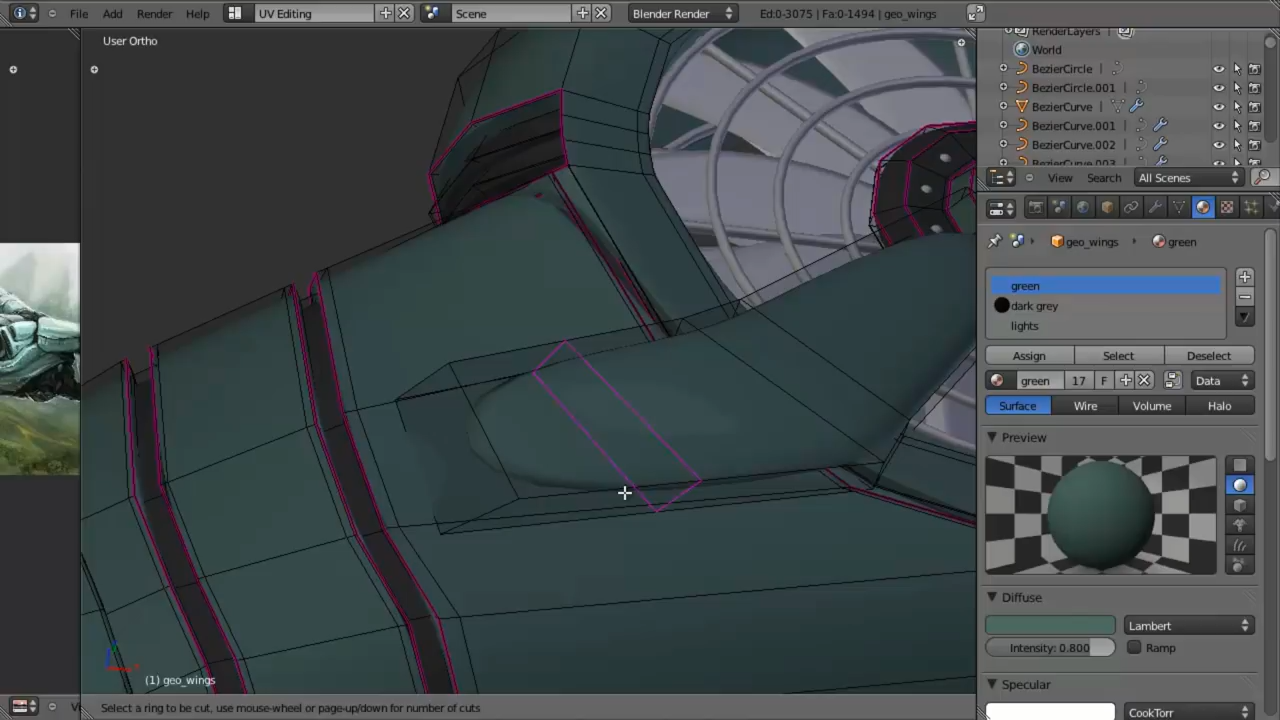 File Add Render Help UV Editing Scene Blender Render Ed:0-3075 | Fa:0-1494 | geo_wings
User Ortho
RenderLayers
World
BezierCircle
BezierCircle.001
BezierCurve
BezierCurve.001
BezierCurve.002
BezierCurve.003
View Search All Scenes
geo_wings green
green
dark grey
lights
Assign Select Deselect
green 17 F Data
Surface Wire Volume Halo
Preview
Diffuse
Lambert
Intensity: 0.800 Ramp
Specular
CookTorr
(1) geo_wings
Select a ring to be cut, use mouse-wheel or page-up/down for number of cuts